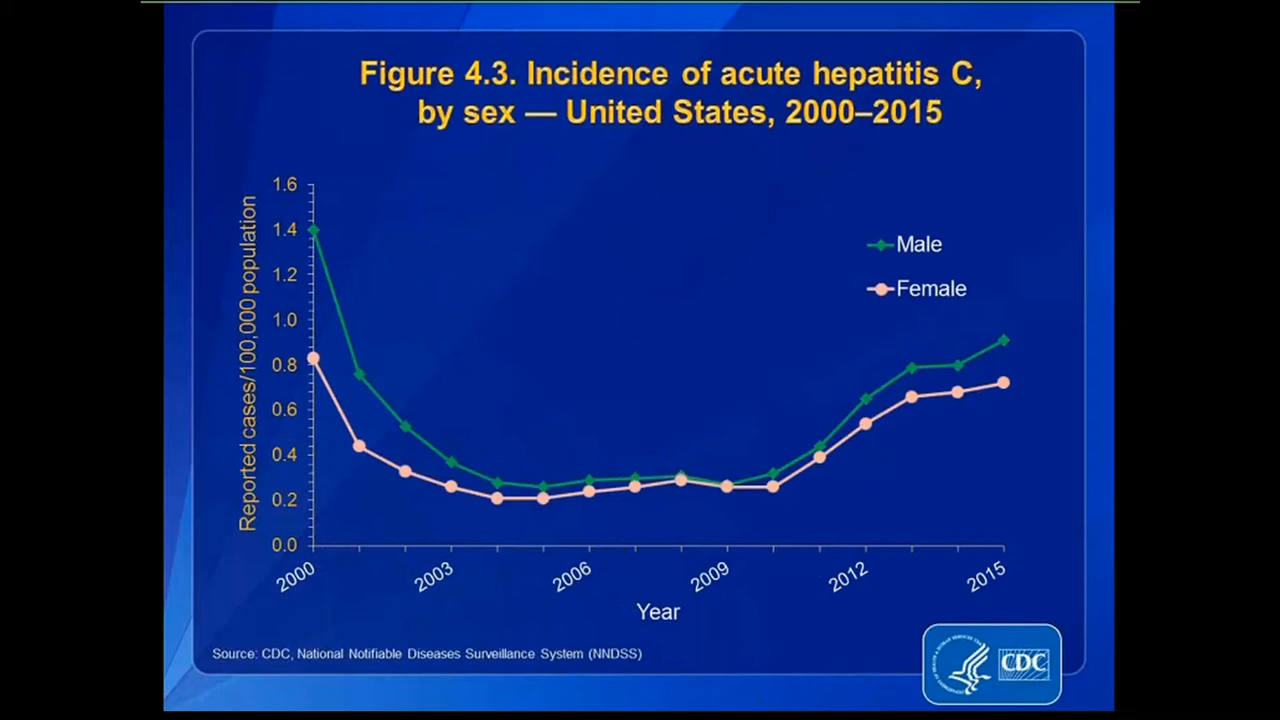 Figure 4.3. Incidence of acute hepatitis C,
by sex — United States, 2000–2015
Reported cases/100,000 population
1.6
1.4
1.2
1.0
0.8
0.6
0.4
0.2
0.0
Male
Female
2000
2003
2006
2009
2012
2015
Year
Source: CDC, National Notifiable Diseases Surveillance System (NNDSS)
CDC